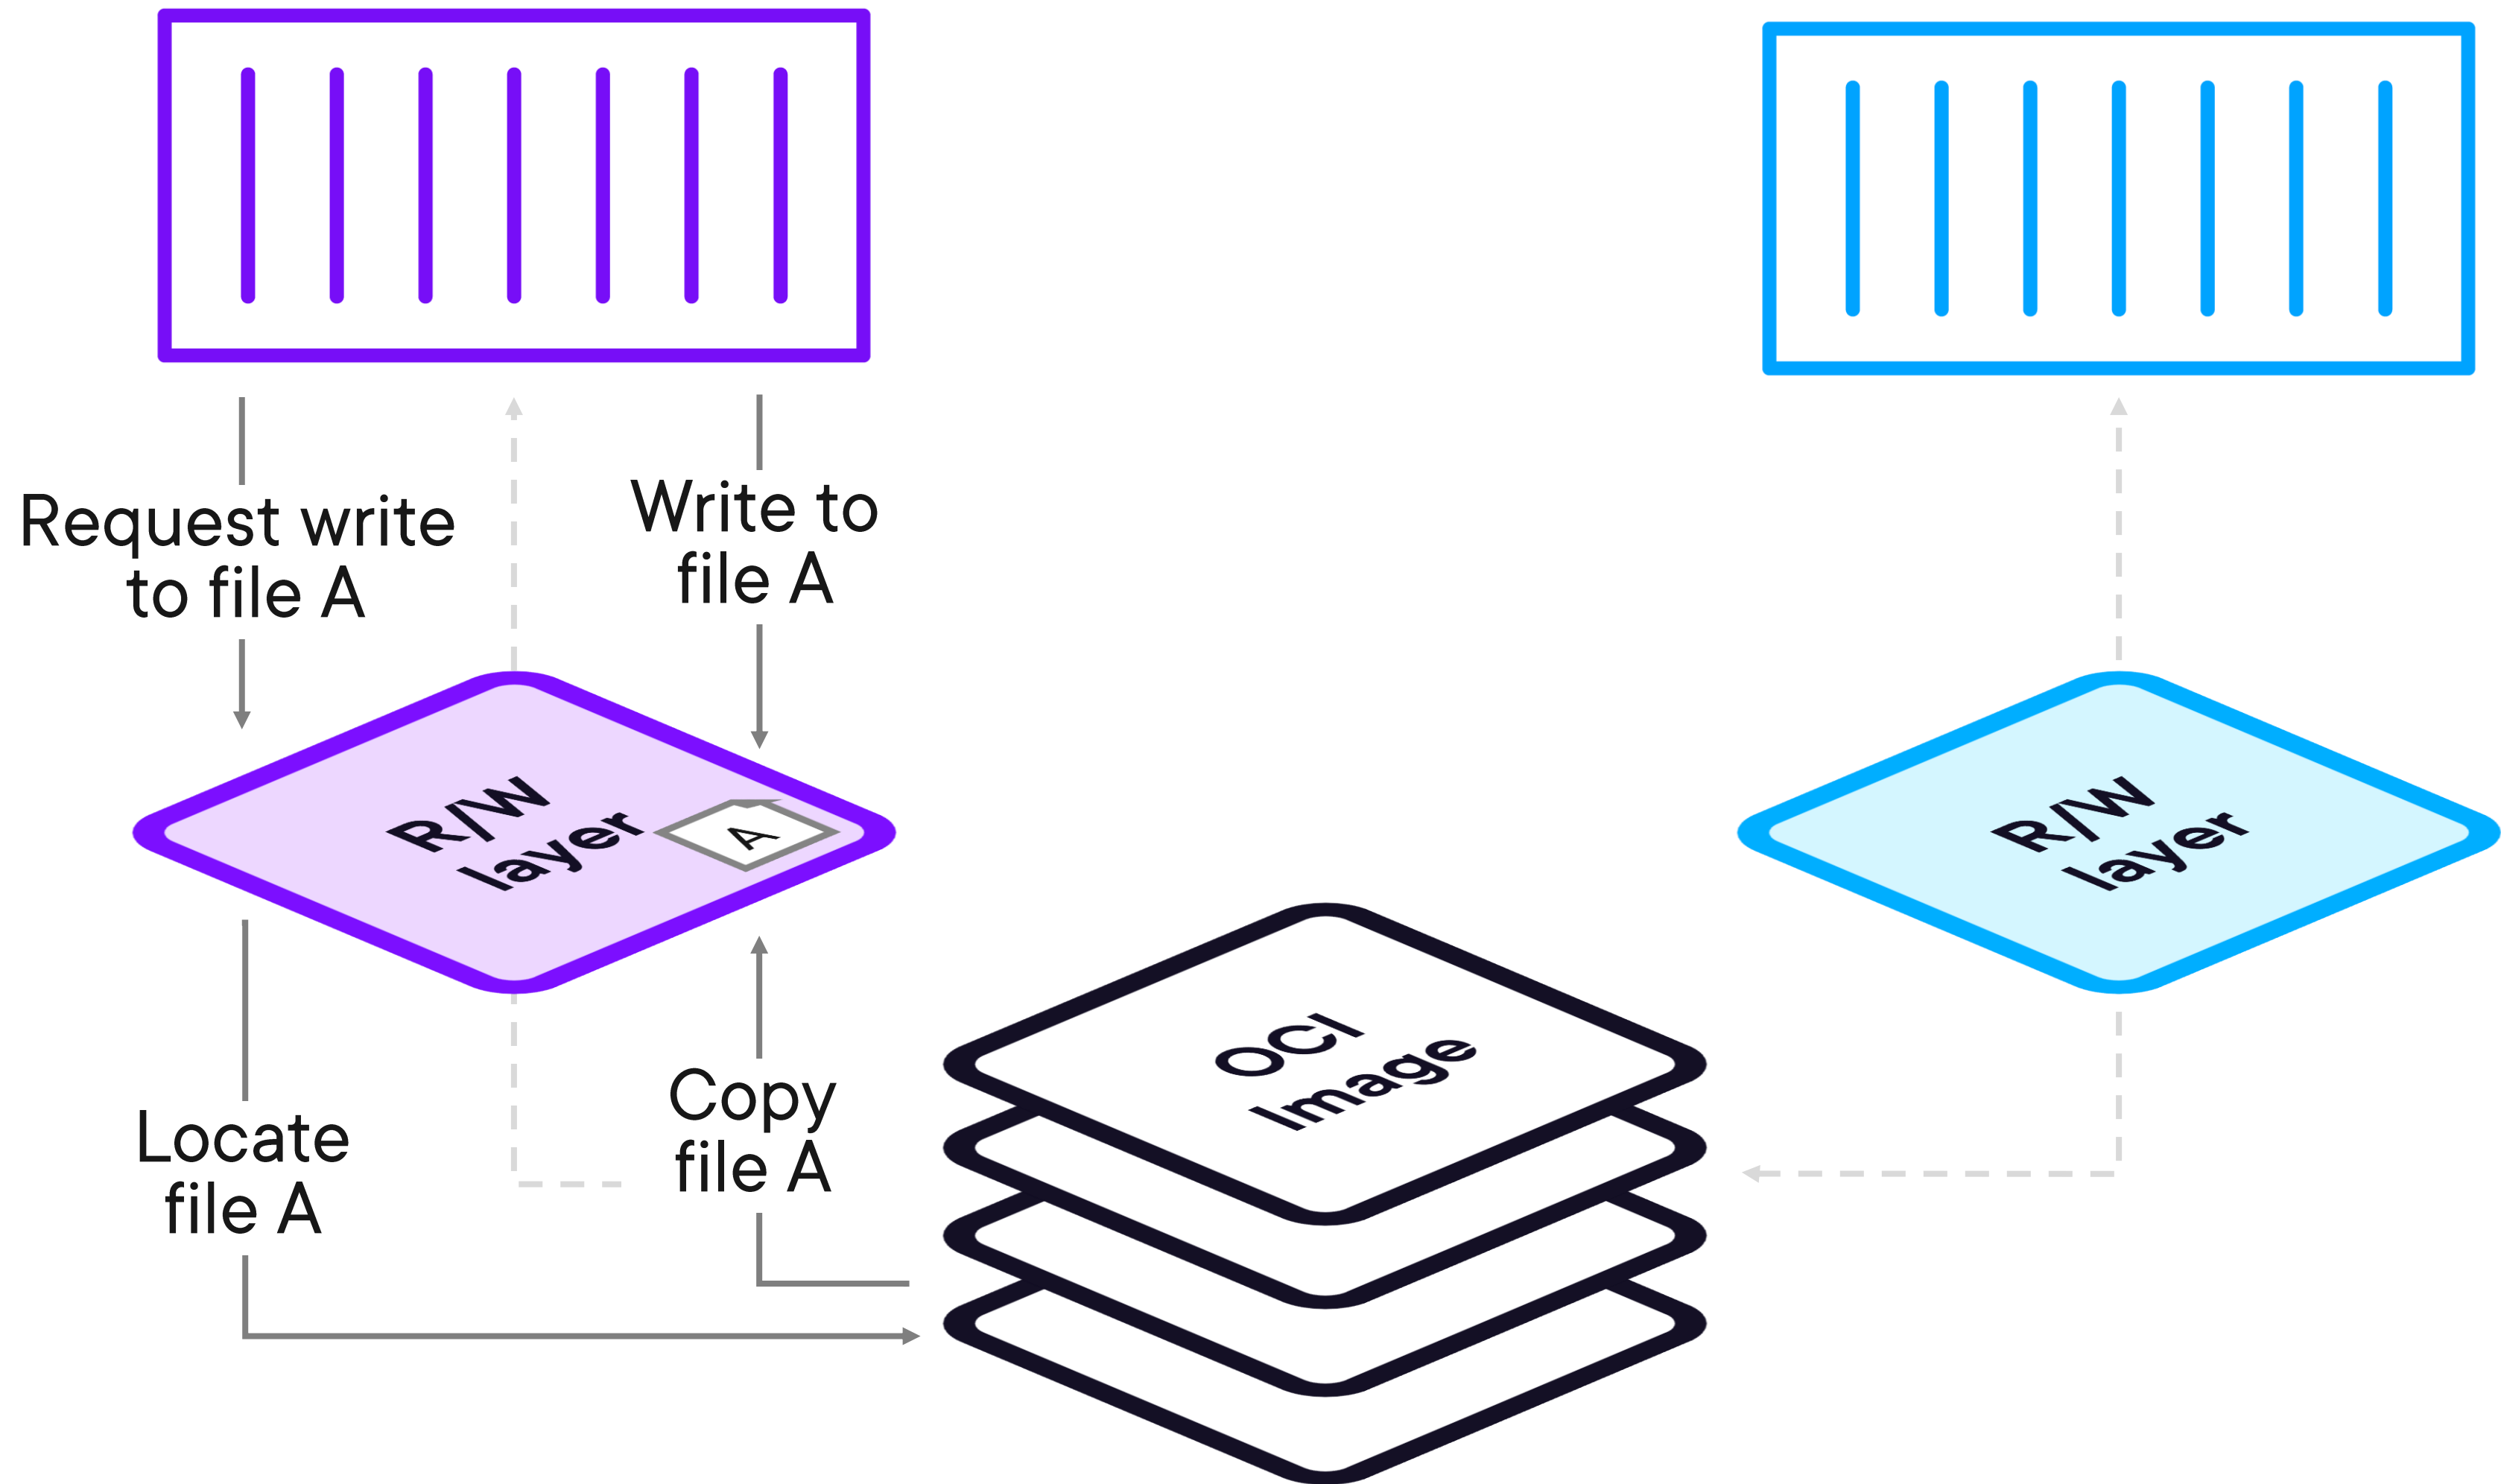 Request write
to file A
Write to
file A
R/W
layer
A
R/W
layer
Locate
file A
Copy
file A
OCI
Image